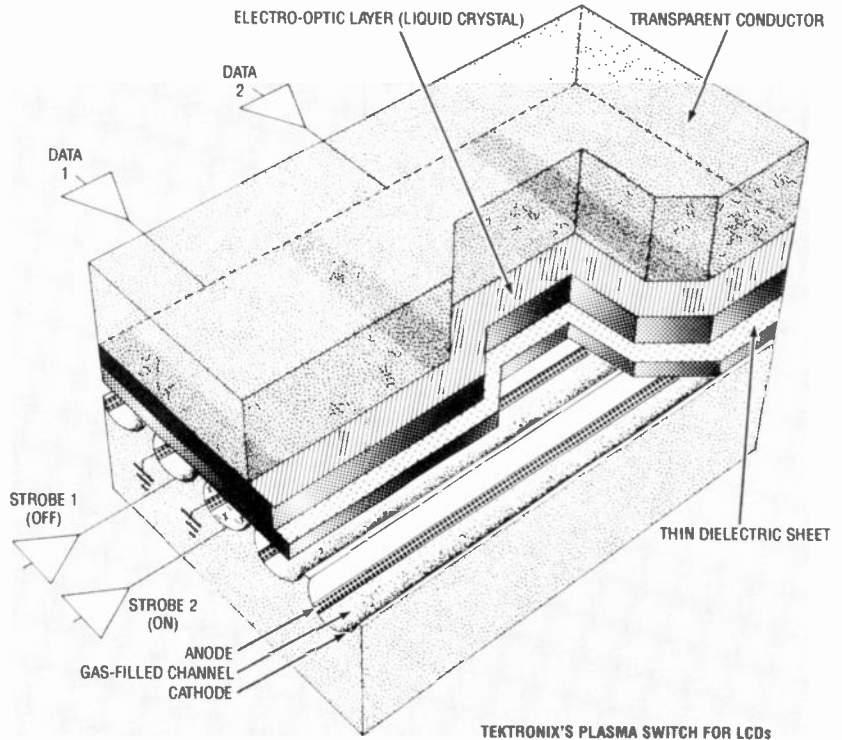 ELECTRO-OPTIC LAYER (LIQUID CRYSTAL)
TRANSPARENT CONDUCTOR
DATA
2
DATA
1
STROBE 1
(OFF)
THIN DIELECTRIC SHEET
STROBE 2
(ON)
ANODE
GAS-FILLED CHANNEL
CATHODE
TEKTRONIX'S PLASMA SWITCH FOR LCDs